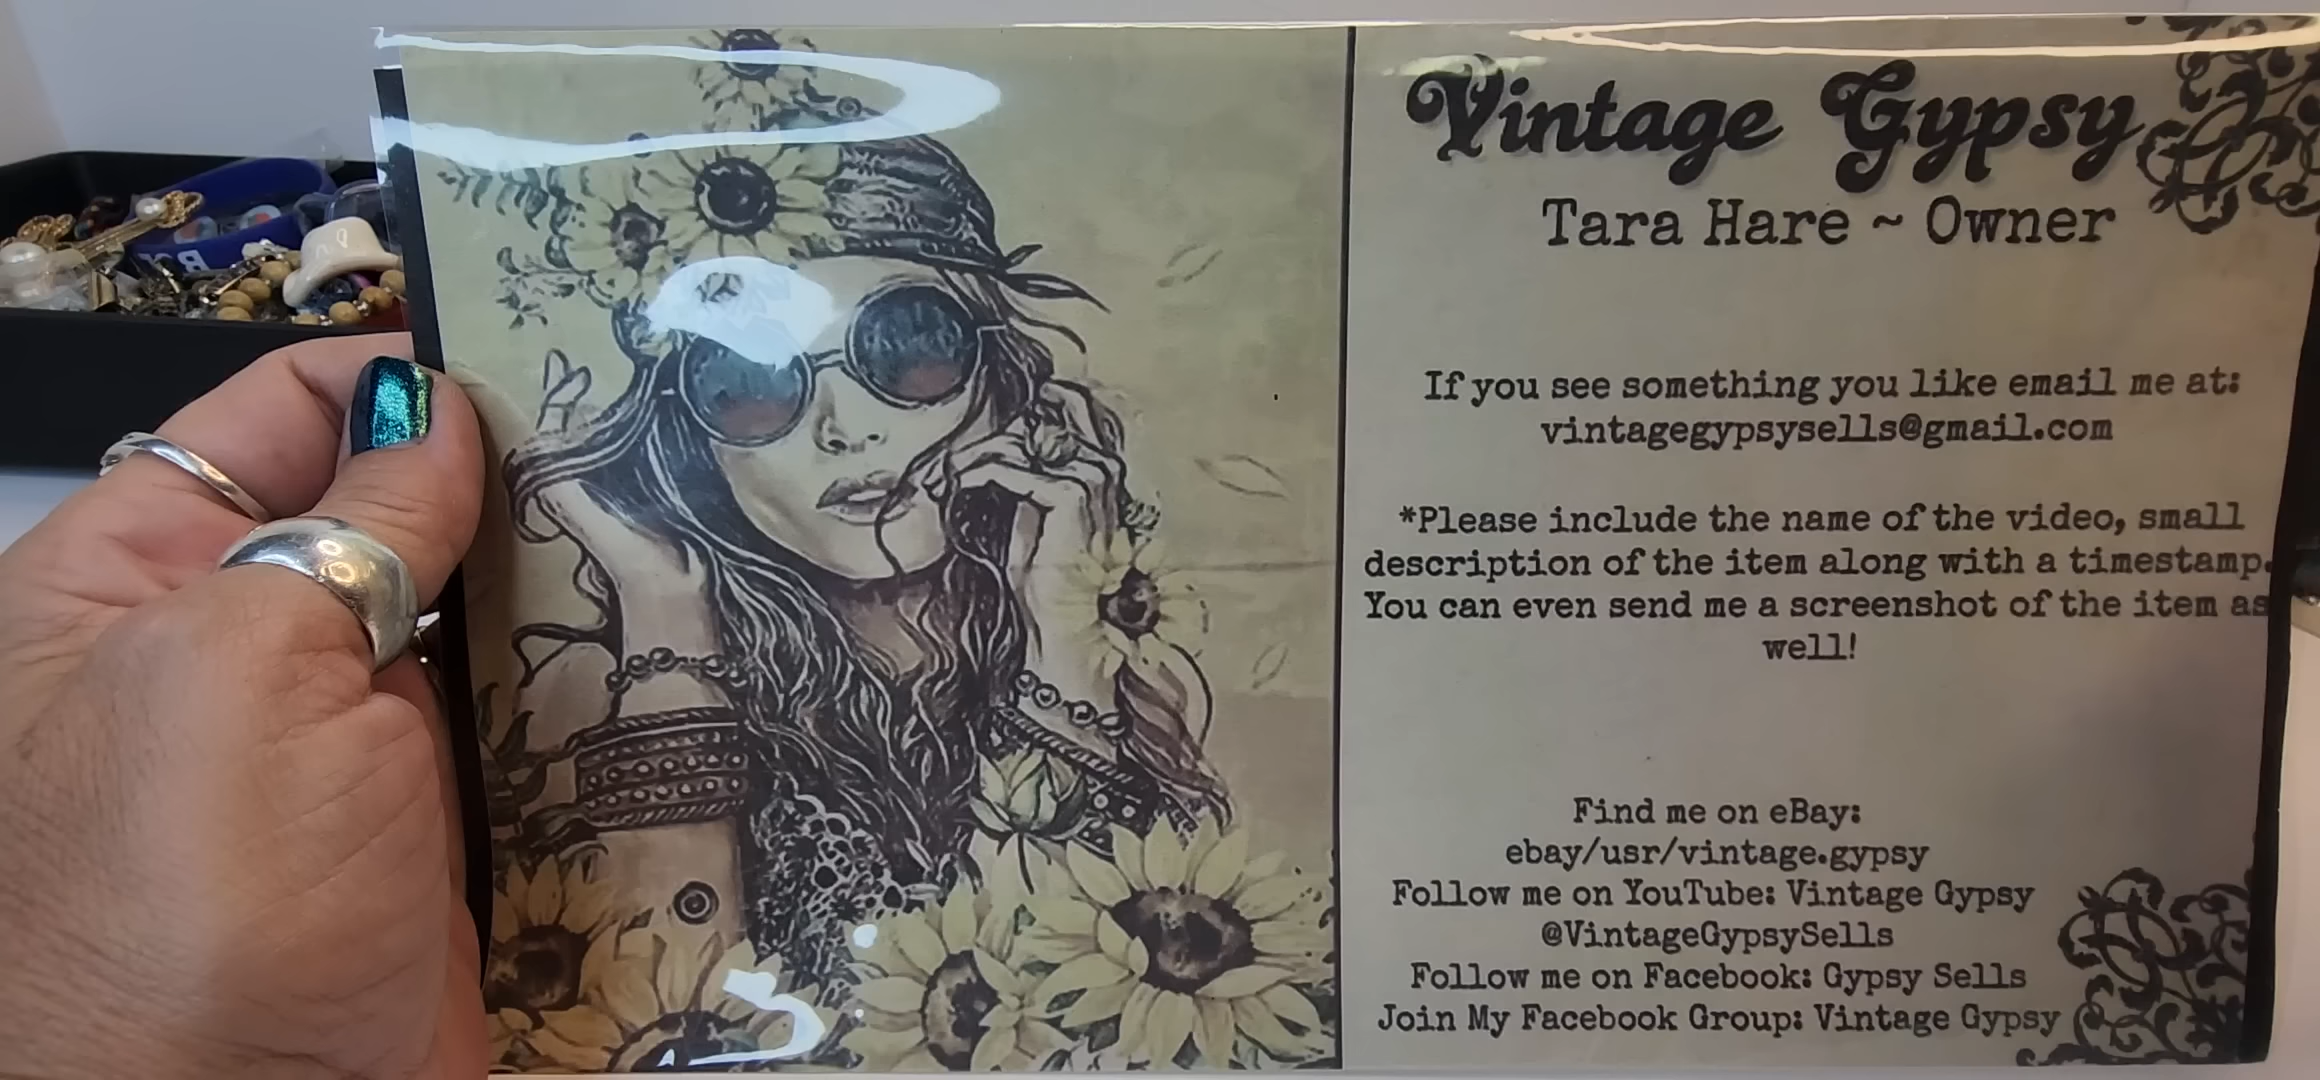 Vintage Gypsy
Tara Hare ~ Owner
If you see something you like email me at:
vintagegypsysells@gmail.com
*Please include the name of the video, small
description of the item along with a timestamp.
You can even send me a screenshot of the item as
well!
Find me on eBay:
ebay/usr/vintage.gypsy
Follow me on YouTube: Vintage Gypsy
@VintageGypsySells
Follow me on Facebook: Gypsy Sells
Join My Facebook Group: Vintage Gypsy